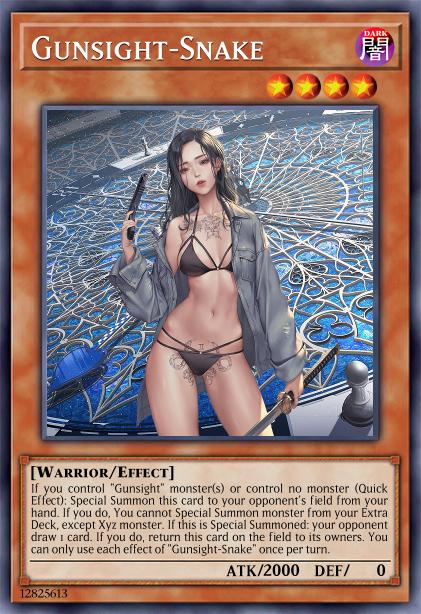 Gunsight-Snake
DARK
闇
[Warrior/Effect]
If you control "Gunsight" monster(s) or control no monster (Quick
Effect): Special Summon this card to your opponent's field from your
hand. If you do, You cannot Special Summon monster from your Extra
Deck, except Xyz monster. If this is Special Summoned: your opponent
draw 1 card. If you do, return this card on the field to its owners. You
can only use each effect of "Gunsight-Snake" once per turn.
ATK/2000 DEF/ 0
12825613